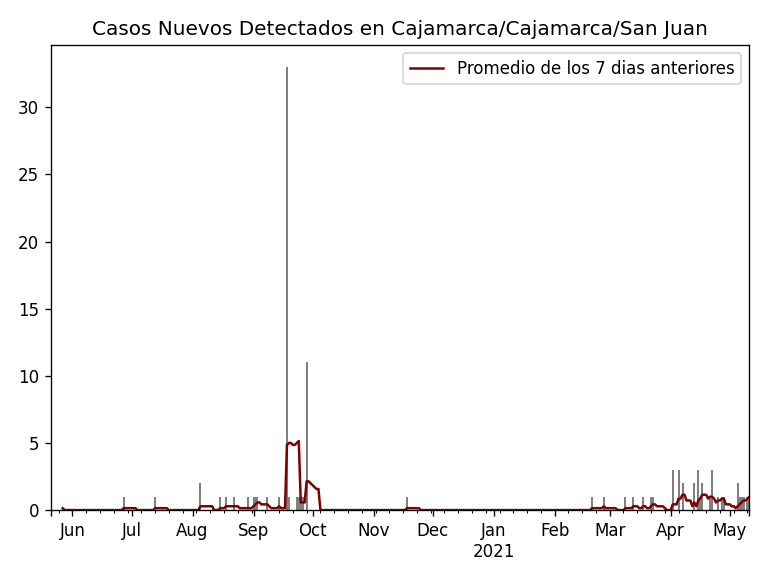 Casos Nuevos Detectados en Cajamarca/Cajamarca/San Juan
Promedio de los 7 dias anteriores
30
25
20
15
10
5
0
Jun Jul Aug Sep Oct Nov Dec Jan Feb Mar Apr May
2021